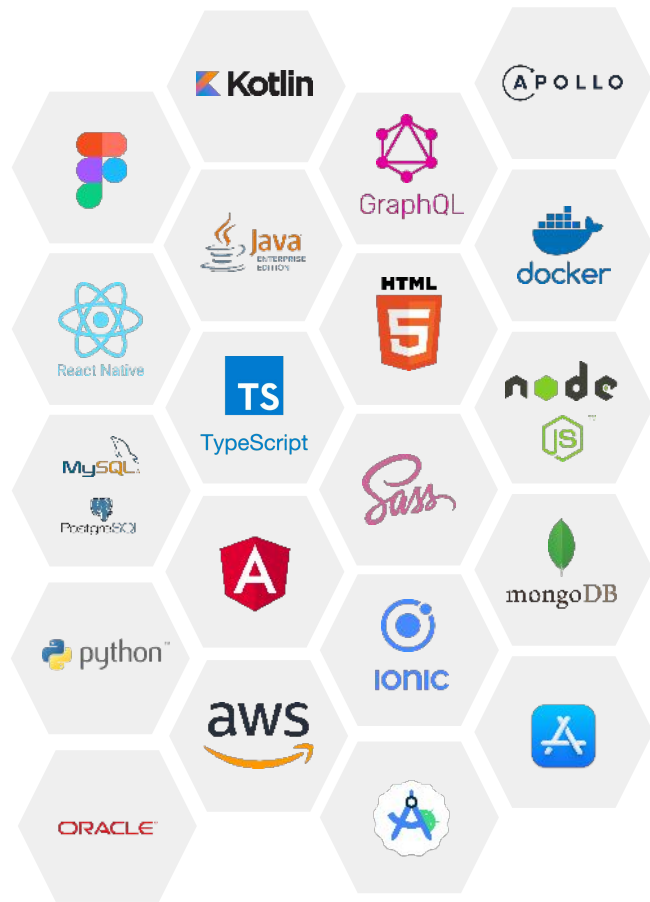 Kotlin
APOLLO
GraphQL
Java
ENTERPRISE
EDITION
docker
HTML
5
React Native
TS
TypeScript
node
JS
MySQL
PostgreSQL
Sass
A
mongoDB
python
IONIC
aws
ORACLE